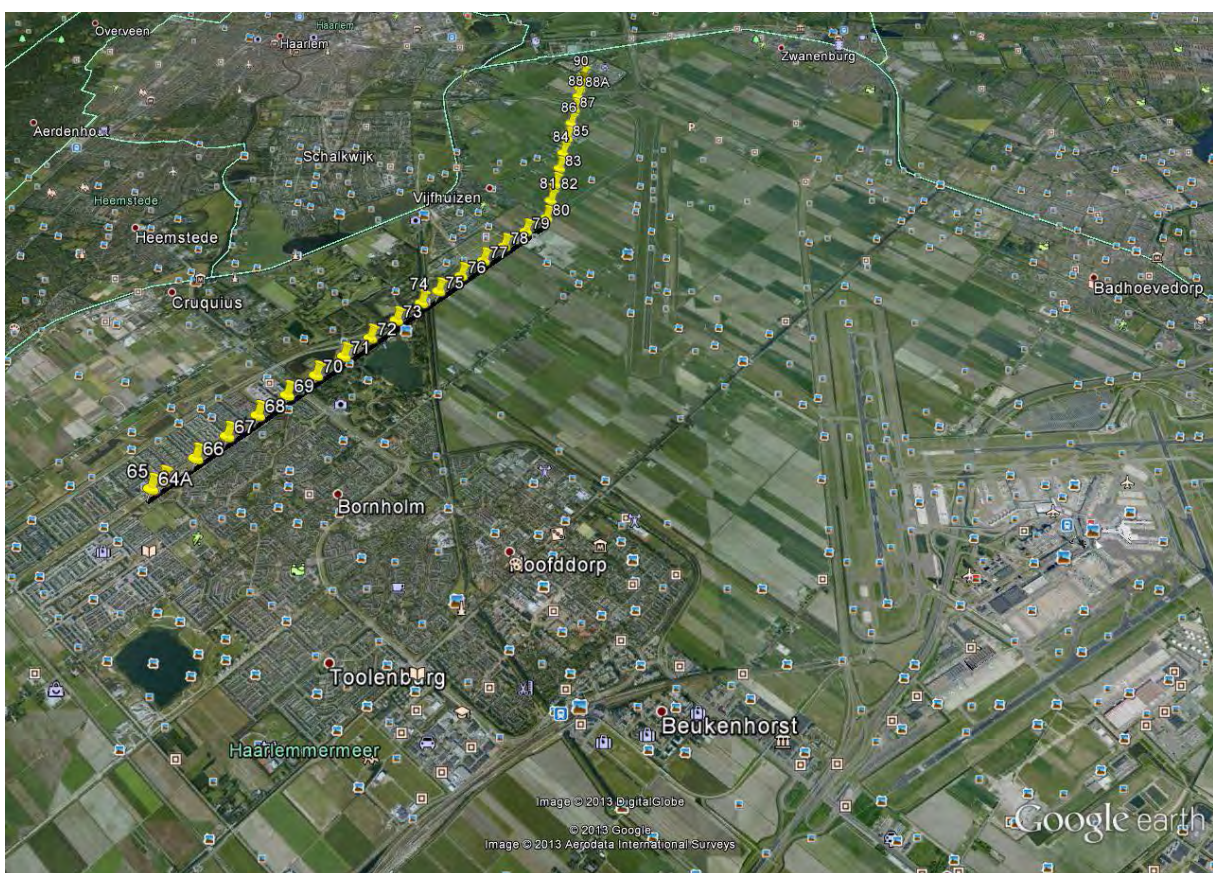 Overveen
Haarlem
Haarlem
Zwanenburg
90
88
88A
86
87
Aerdenhout
84
85
Schalkwijk
83
81
82
Heemstede
Vijfhuizen
80
79
Heemstede
78
77
76
Badhoevedorp
74
75
Cruquius
73
72
71
70
69
68
67
66
65
64A
Bornholm
Hoofddorp
Toolenburg
Beukenhorst
Haarlemmermeer
Image © 2013 DigitalGlobe
© 2013 Google
Image © 2013 Aerodata International Surveys
Google earth